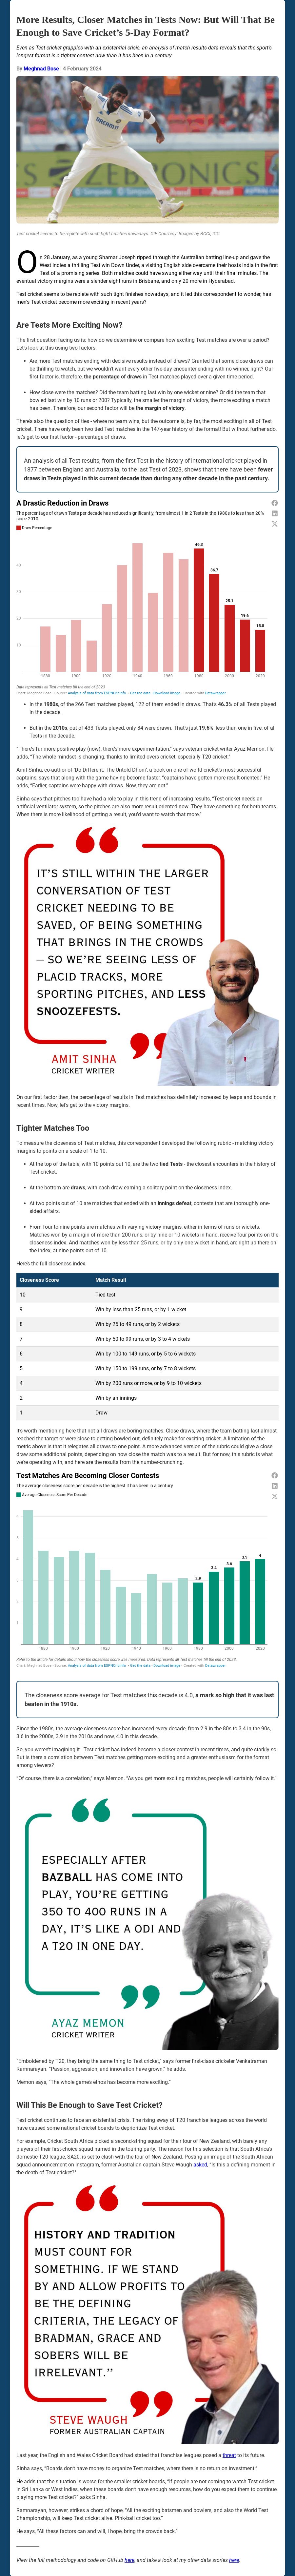 More Results, Closer Matches in Tests Now: But Will That Be
Enough to Save Cricket’s 5-Day Format?
Even as Test cricket grapples with an existential crisis, an analysis of match results data reveals that the sport’s
longest format is a tighter contest now than it has been in a century.
By Meghnad Bose | 4 February 2024
Test cricket seems to be replete with such tight finishes nowadays. GIF Courtesy: Images by BCCI, ICC
On 28 January, as a young Shamar Joseph ripped though the Australian batting line-up and gave the
West Indies a thrilling Test win Down Under, a visiting English side overcame their hosts India in the first
Test of a promising series. Both matches could have swung either way until their final minutes. The
eventual victory margins were a sliver: eight runs in Brisbane, and only 20 more in Hyderabad.
Test cricket seems to be replete with such tight finishes nowadays, and it led this correspondent to wonder, has
men’s Test cricket become more exciting in recent years?
Are Tests More Exciting Now?
The first question facing us is: how do we determine or compare how exciting Test matches are over a period?
Let’s look at this using two factors:
Are more Test matches ending with decisive results instead of draws? Granted that some close draws can
be thrilling to watch, but we wouldn’t want every other five-day encounter ending with no winner, right? Our
first factor is, therefore, the percentage of draws in Test matches played over a given time period.
How close were the matches? Did the team batting last win by one wicket or nine? Or did the team that
bowled last win by 10 runs or 200? Typically, the smaller the margin of victory, the more exciting a match
has been. Therefore, our second factor will be the margin of victory.
There’s also the question of ties - where no team wins, but the outcome is, by far, the most exciting of all in Test
cricket. There have only been two tied Test matches in the 147-year history of the format! But without further ado,
let’s get to our first factor - percentage of draws.
An analysis of all Test results, from the first Test in the history of international cricket played in
1877 between England and Australia, to the last Test of 2023, shows that there have been fewer
draws in Tests played in this current decade than during any other decade in the past century.
A Drastic Reduction in Draws
The percentage of drawn Tests per decade has reduced significantly, from almost 1 in 2 Tests in the 1980s to less than 20%
since 2010.
Draw Percentage
40
30
20
10
46.3
36.7
25.1
19.6
15.8
1880 1900 1920 1940 1960 1980 2000 2020
Data represents all Test matches till the end of 2023
Chart: Meghnad Bose • Source: Analysis of data from ESPNCricinfo. • Get the data • Download image • Created with Datawrapper
In the 1980s, of the 266 Test matches played, 122 of them ended in draws. That’s 46.3% of all Tests played
in the decade.
But in the 2010s, out of 433 Tests played, only 84 were drawn encounters. That’s just 19.6%, less than one in five, of all
Tests in the decade.
“There’s far more positive play (now), there’s more experimentation,” says veteran cricket writer Ayaz Memon. He
adds, “The whole mindset is changing, thanks to limited overs cricket, especially T20 cricket.”
Amit Sinha, co-author of ‘Do Different: The Untold Dhoni’, a book on one of world cricket’s most successful
captains, says that along with the game having become faster, “captains have gotten more result-oriented.” He
adds, “Earlier, captains were happy with draws. Now, they are not.”
Sinha says that pitches too have had a role to play in this trend of increasing results, “Test cricket needs an
artificial ventilator system, so the pitches are also more result-oriented now. They have something for both teams.
When there is more likelihood of getting a result, you’d want to watch that more.”
IT’S STILL WITHIN THE LARGER
CONVERSATION OF TEST
CRICKET NEEDING TO BE
SAVED, OF BEING SOMETHING
THAT BRINGS IN THE CROWDS
– SO WE’RE SEEING LESS OF
PLACID TRACKS, MORE
SPORTING PITCHES, AND LESS
SNOOZEFESTS.
AMIT SINHA
CRICKET WRITER
On our first factor then, the percentage of results in Test matches has definitely increased by leaps and bounds in
recent times. Now, let’s get to the victory margins.
Tighter Matches Too
To measure the closeness of Test matches, this correspondent developed the following rubric - matching victory
margins to points on a scale of 1 to 10.
At the top of the table, with 10 points out 10, are the two tied Tests - the closest encounters in the history of
Test cricket.
At the bottom are draws, with each draw earning a solitary point on the closeness index.
At two points out of 10 are matches that ended with an innings defeat, contests that are thoroughly one-
sided affairs.
From four to nine points are matches with varying victory margins, either in terms of runs or wickets.
Matches won by a margin of more than 200 runs, or by nine or 10 wickets in hand, receive four points on the
closeness index. And matches won by less than 25 runs, or by only one wicket in hand, are right up there on
the index, at nine points out of 10.
Here’s the full closeness index.
Closeness Score Match Result
10 Tied test
9 Win by less than 25 runs, or by 1 wicket
8 Win by 25 to 49 runs, or by 2 wickets
7 Win by 50 to 99 runs, or by 3 to 4 wickets
6 Win by 100 to 149 runs, or by 5 to 6 wickets
5 Win by 150 to 199 runs, or by 7 to 8 wickets
4 Win by 200 runs or more, or by 9 to 10 wickets
2 Win by an innings
1 Draw
It’s worth mentioning here that not all draws are boring matches. Close draws, where the team batting last almost
reached the target or were close to getting bowled out, definitely make for exciting cricket. A limitation of the
metric above is that it relegates all draws to one point. A more advanced version of the rubric could give a close
draw some additional points, depending on how close the match was to a result. But for now, this rubric is what
we’re operating with, and here are the results from crunching the numbers.
Test Matches Are Becoming Closer Contests
The average closeness score per decade is the highest it has been in a century
Average Closeness Score Per Decade
6
5
4
3
2
1
2.9
3.4
3.6
3.9
4
1880 1900 1920 1940 1960 1980 2000 2020
Refer to the article for details about how the closeness score was measured. Data represents all Test matches till the end of 2023.
Chart: Meghnad Bose • Source: Analysis of data from ESPNCricinfo. • Get the data • Download image • Created with Datawrapper
The closeness score average for Test matches this decade is 4.0, a mark so high that it was last
beaten in the 1910s.
Since the 1980s, the average closeness score has increased every decade, from 2.9 in the 80s to 3.4 in the 90s,
3.6 in the 2000s, 3.9 in the 2010s and now, 4.0 in this decade.
So, you weren’t imagining it - Test cricket has indeed become a closer contest in recent times, and quite starkly so.
But is there a correlation between Test matches getting more exciting and a greater enthusiasm for the format
among viewers?
“Of course, there is a correlation,” says Memon. “As you get more exciting matches, people will certainly follow it.”
ESPECIALLY AFTER
BAZBALL HAS COME INTO
PLAY, YOU’RE GETTING
350 TO 400 RUNS IN A
DAY, IT’S LIKE A ODI AND
A T20 IN ONE DAY.
AYAZ MEMON
CRICKET WRITER
“Emboldened by T20, they bring the same thing to Test cricket,” says former first-class cricketer Venkatraman
Ramnarayan. “Passion, aggression, and innovation have grown,” he adds.
Memon says, “The whole game’s ethos has become more exciting.”
Will This Be Enough to Save Test Cricket?
Test cricket continues to face an existential crisis. The rising sway of T20 franchise leagues across the world
have caused some national cricket boards to deprioritize Test cricket.
For example, Cricket South Africa picked a second-string squad for their tour of New Zealand, with barely any
players of their first-choice squad named in the touring party. The reason for the selection is that South Africa’s
domestic T20 league, SA20, is set to clash with the tour of New Zealand. Posting an image of the South African
squad announcement on Instagram, former Australian captain Steve Waugh asked, “Is this a defining moment in
the death of Test cricket?”
HISTORY AND TRADITION
MUST COUNT FOR
SOMETHING. IF WE STAND
BY AND ALLOW PROFITS TO
BE THE DEFINING
CRITERIA, THE LEGACY OF
BRADMAN, GRACE AND
SOBERS WILL BE
IRRELEVANT.’’
STEVE WAUGH
FORMER AUSTRALIAN CAPTAIN
Last year, the English and Wales Cricket Board had stated that franchise leagues posed a threat to its future.
Sinha says, “Boards don’t have money to organize Test matches, where there is no return on investment.”
He adds that the situation is worse for the smaller cricket boards, “If people are not coming to watch Test cricket
in Sri Lanka or West Indies, when these boards don’t have enough resources, how do you expect them to continue
playing more Test cricket?” asks Sinha.
Ramnarayan, however, strikes a chord of hope, “All the exciting batsmen and bowlers, and also the World Test
Championship, will keep Test cricket alive. Pink-ball cricket too.”
He says, “All these factors can and will, I hope, bring the crowds back.”
View the full methodology and code on GitHub here, and take a look at my other data stories here.